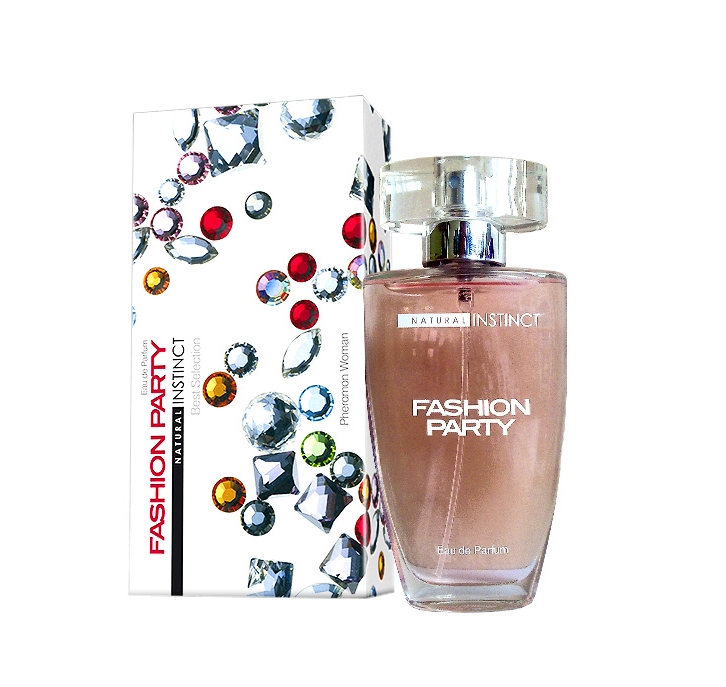 Eau de Parfum
FASHION PARTY
NATURAL INSTINCT
Best Selection
Pheromon Woman
NATURAL INSTINCT
FASHION
PARTY
Eau de Parfum